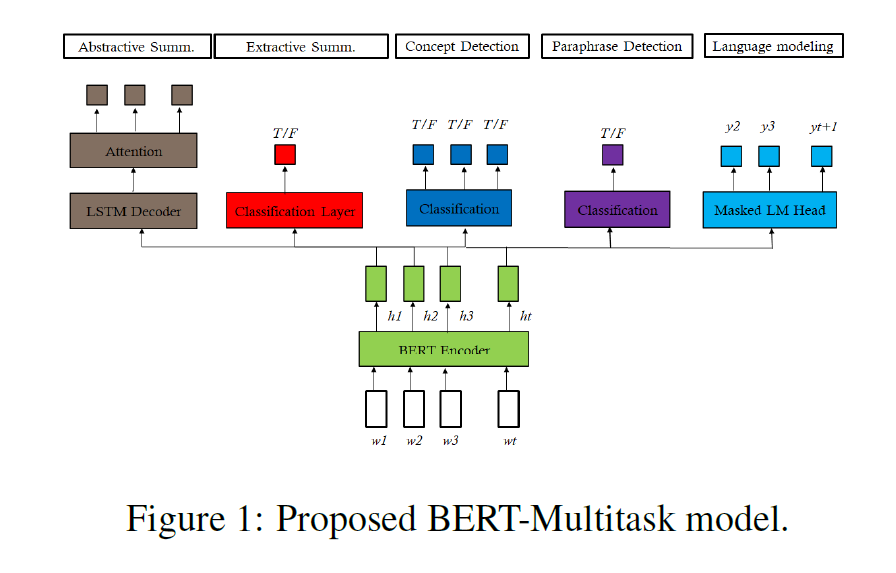 Abstractive Summ.
Extractive Summ.
Concept Detection
Paraphrase Detection
Language modeling
T/F
T/F
T/F
T/F
T/F
y2
y3
yt+1
Attention
LSTM Decoder
Classification Layer
Classification
Classification
Masked LM Head
h1
h2
h3
ht
BERT Encoder
w1
w2
w3
wt
Figure 1: Proposed BERT-Multitask model.